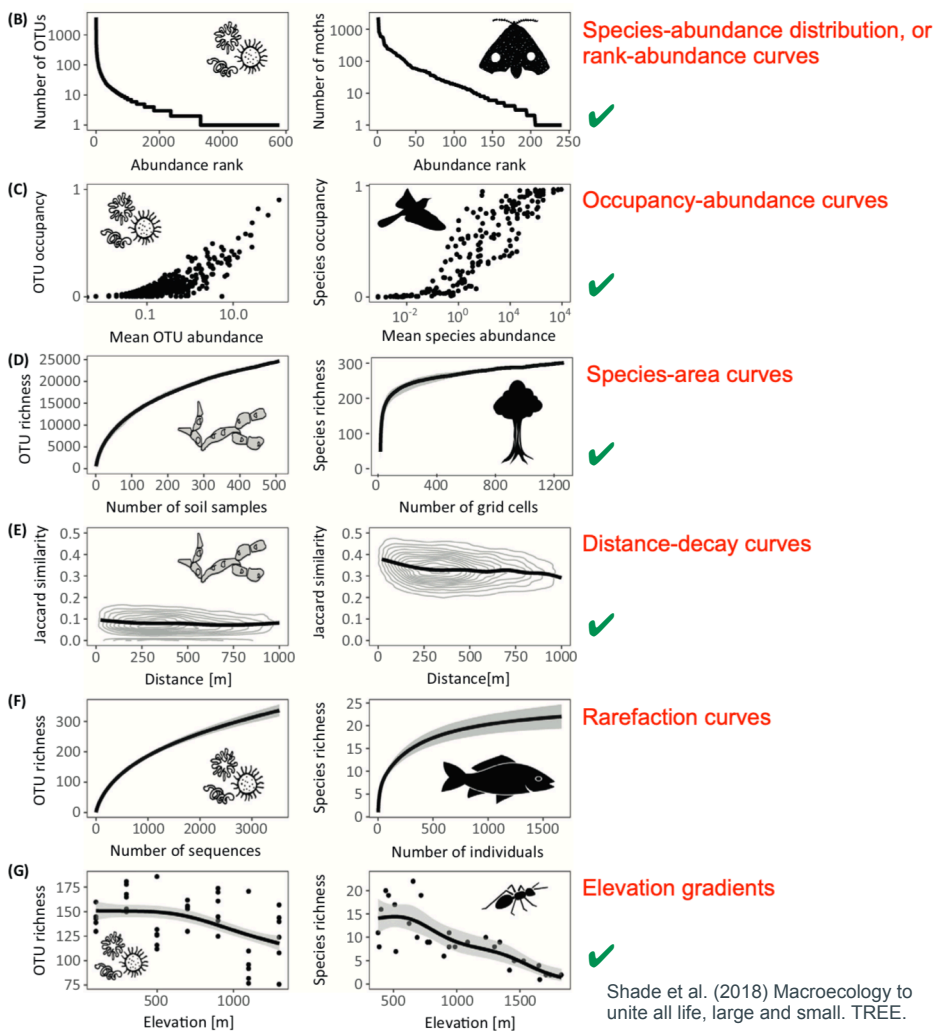 (B)
Number of OTUs
1000
100
10
1
0 2000 4000 6000
Abundance rank
Number of moths
1000
100
10
1
0 50 100 150 200 250
Abundance rank
Species-abundance distribution, or
rank-abundance curves
✔
(C)
OTU occupancy
1
0
0.1 10.0
Mean OTU abundance
Species occupancy
1
0
10⁻² 10⁰ 10² 10⁴ 10⁴
Mean species abundance
Occupancy-abundance curves
✔
(D)
OTU richness
25000
20000
15000
10000
5000
0
0 100 200 300 400 500
Number of soil samples
Species richness
300
200
100
0
0 400 800 1200
Number of grid cells
Species-area curves
✔
(E)
Jaccard similarity
0.5
0.4
0.3
0.2
0.1
0.0
0 250 500 750 1000
Distance [m]
Jaccard similarity
0.5
0.4
0.3
0.2
0.1
0.0
0 250 500 750 1000
Distance[m]
Distance-decay curves
✔
(F)
OTU richness
300
200
100
0
0 1000 2000 3000
Number of sequences
Species richness
25
20
15
10
5
0
0 500 1000 1500
Number of individuals
Rarefaction curves
(G)
OTU richness
175
150
125
100
75
500 1000
Elevation [m]
Species richness
20
15
10
5
0
500 1000 1500
Elevation [m]
Elevation gradients
✔
Shade et al. (2018) Macroecology to
unite all life, large and small. TREE.